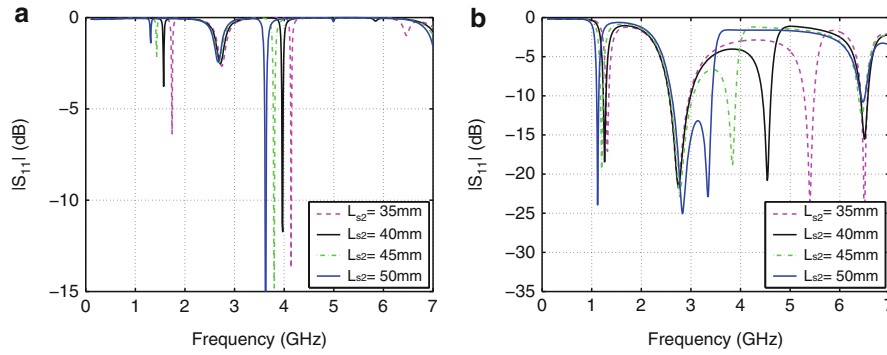 a
0
−5
−10
−15
|S11| (dB)
0 1 2 3 4 5 6 7
Frequency (GHz)
Ls2= 35mm
Ls2= 40mm
Ls2= 45mm
Ls2= 50mm
b
0
−5
−10
−15
−20
−25
−30
−35
|S11| (dB)
0 1 2 3 4 5 6 7
Frequency (GHz)
Ls2= 35mm
Ls2= 40mm
Ls2= 45mm
Ls2= 50mm